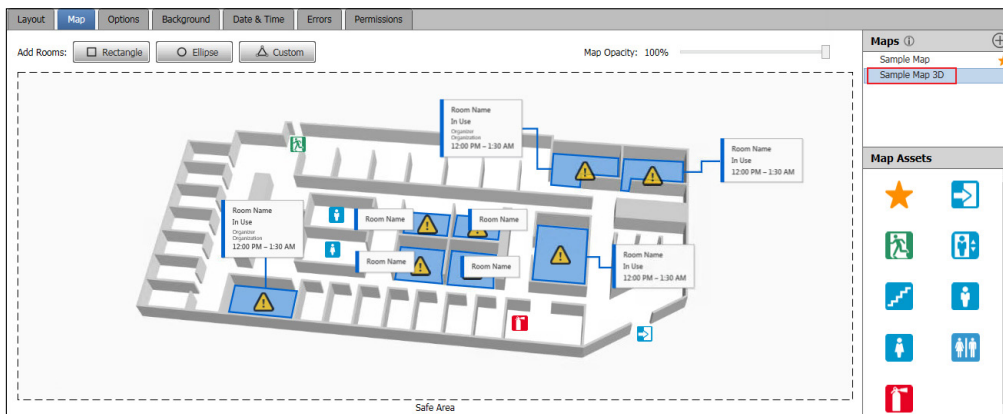 Layout Map Options Background Date & Time Errors Permissions
Add Rooms: Rectangle Ellipse Custom Map Opacity: 100%
Maps
Sample Map
Sample Map 3D
Map Assets
Room Name
In Use
Organizer
Organization
12:00 PM – 1:30 AM
Room Name
In Use
12:00 PM – 1:30 AM
Room Name
In Use
Organizer
Organization
12:00 PM – 1:30 AM
Room Name
Room Name
Room Name
Room Name
Room Name
In Use
12:00 PM – 1:30 AM
Safe Area